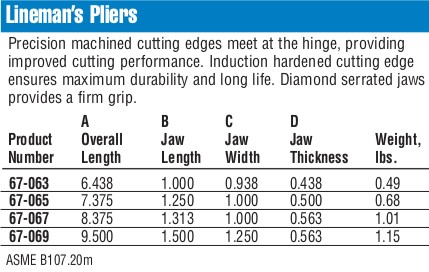 Lineman's Pliers
Precision machined cutting edges meet at the hinge, providing
improved cutting performance. Induction hardened cutting edge
ensures maximum durability and long life. Diamond serrated jaws
provides a firm grip.
A B C D
Product Overall Jaw Jaw Jaw Weight,
Number Length Length Width Thickness lbs.
67-063 6.438 1.000 0.938 0.438 0.49
67-065 7.375 1.250 1.000 0.500 0.68
67-067 8.375 1.313 1.000 0.563 1.01
67-069 9.500 1.500 1.250 0.563 1.15
ASME B107.20m